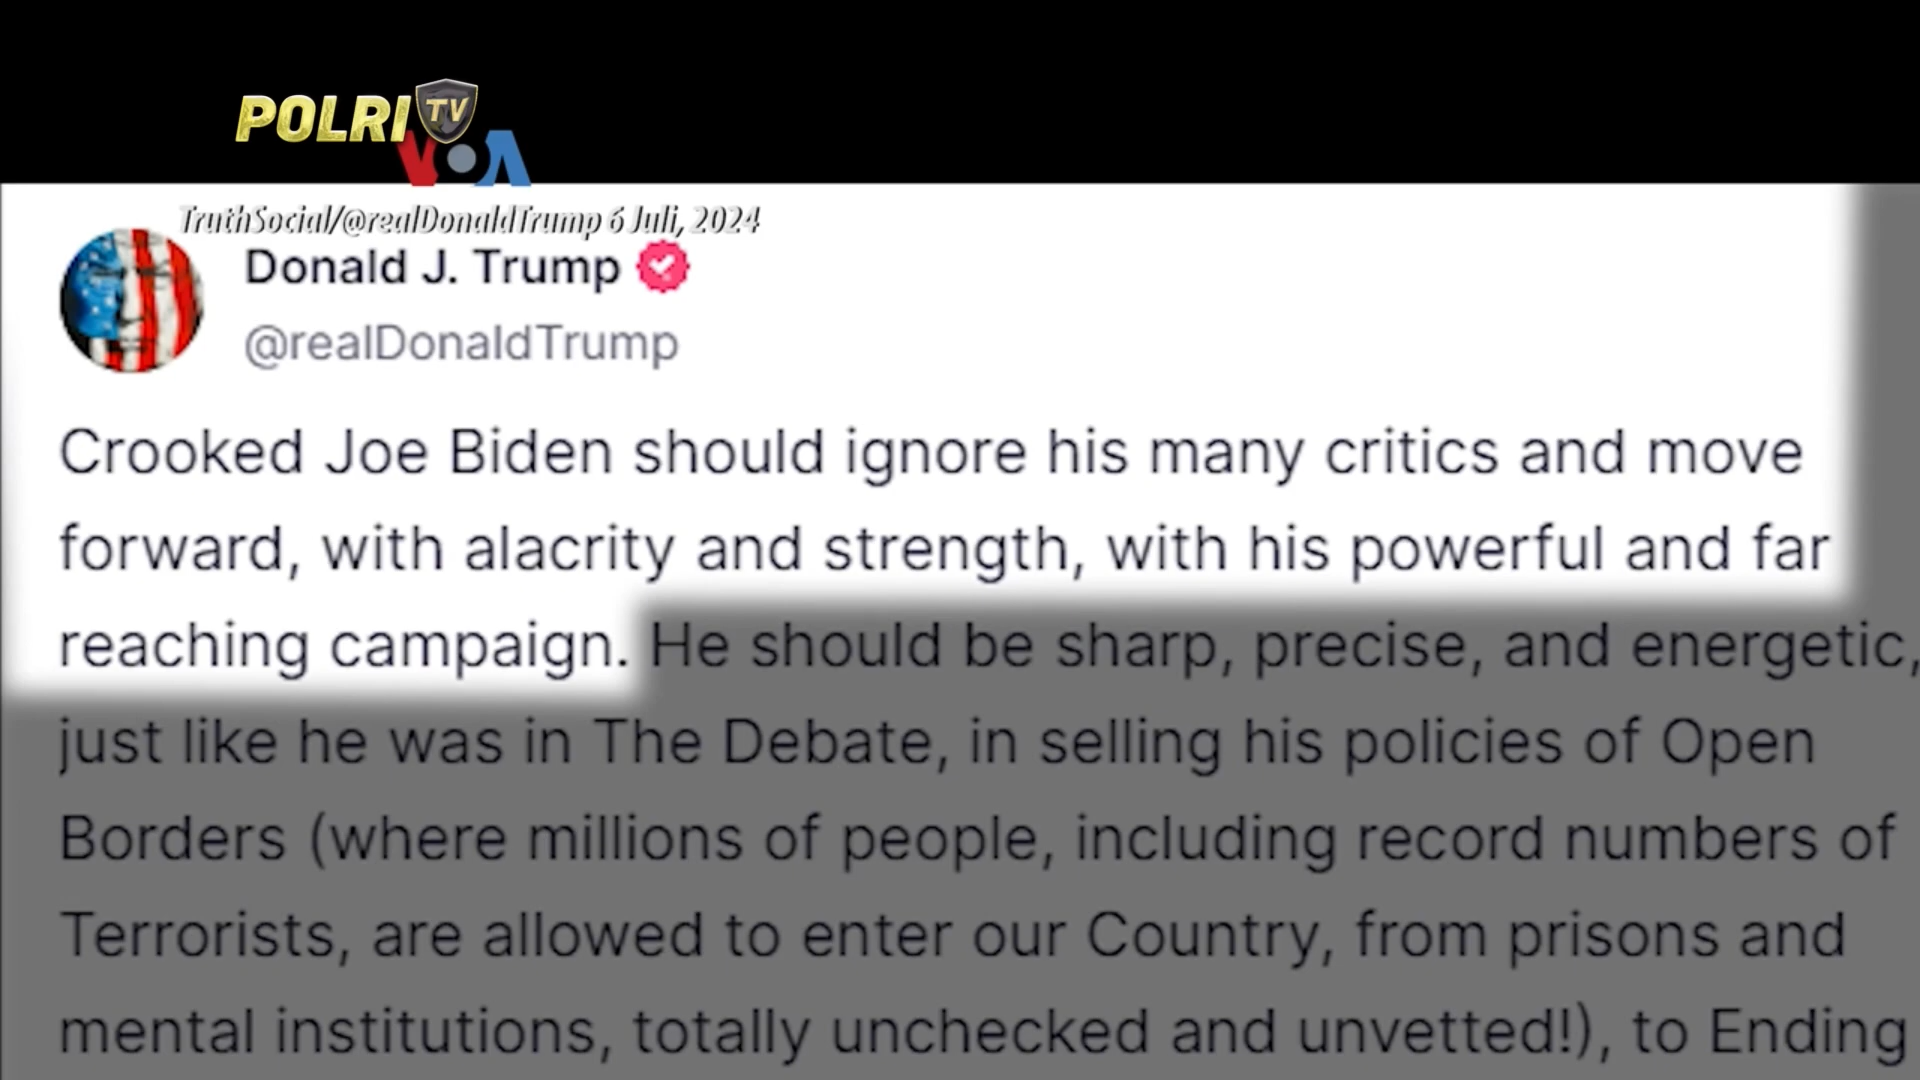 POLRI TV
VOA
TruthSocial/@realDonaldTrump 6 Juli, 2024
Donald J. Trump
@realDonaldTrump
Crooked Joe Biden should ignore his many critics and move
forward, with alacrity and strength, with his powerful and far
reaching campaign. He should be sharp, precise, and energetic,
just like he was in The Debate, in selling his policies of Open
Borders (where millions of people, including record numbers of
Terrorists, are allowed to enter our Country, from prisons and
mental institutions, totally unchecked and unvetted!), to Ending